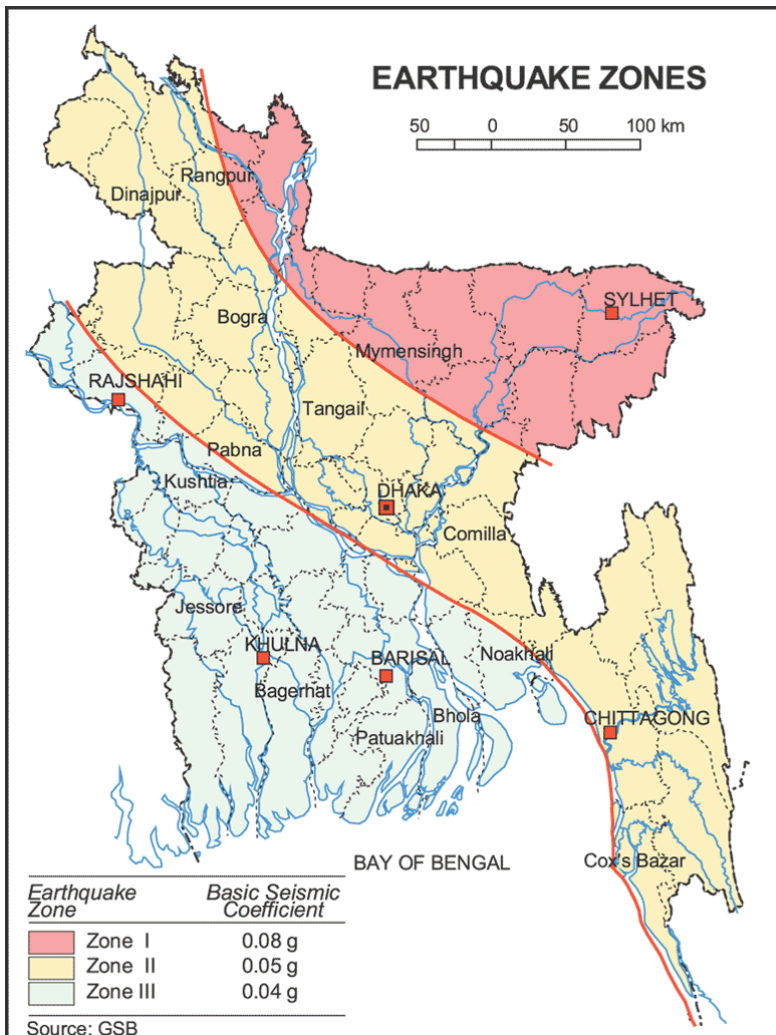 EARTHQUAKE ZONES
50 0 50 100 km
Rangpur
Dinajpur
SYLHET
Bogra
Mymensingh
RAJSHAHI
Tangail
Pabna
Kushtia
DHAKA
Comilla
Jessore
KHULNA
BARISAL
Noakhali
Bagerhat
Bhola
CHITTAGONG
Patuakhali
BAY OF BENGAL
Cox's Bazar
Earthquake Zone
Basic Seismic Coefficient
Zone I 0.08 g
Zone II 0.05 g
Zone III 0.04 g
Source: GSB